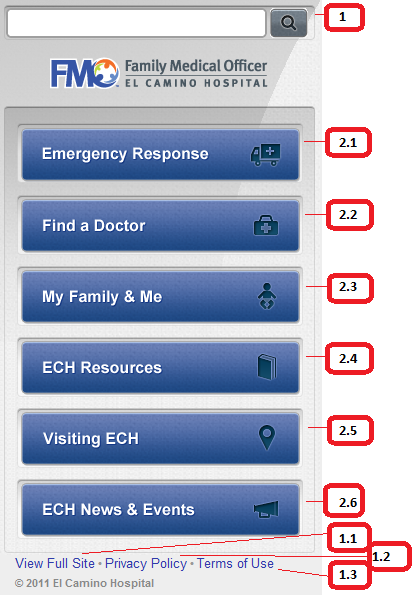 1
FMO Family Medical Officer
EL CAMINO HOSPITAL
Emergency Response 2.1
Find a Doctor 2.2
My Family & Me 2.3
ECH Resources 2.4
Visiting ECH 2.5
ECH News & Events 2.6
1.1
View Full Site • Privacy Policy • Terms of Use 1.2
© 2011 El Camino Hospital 1.3